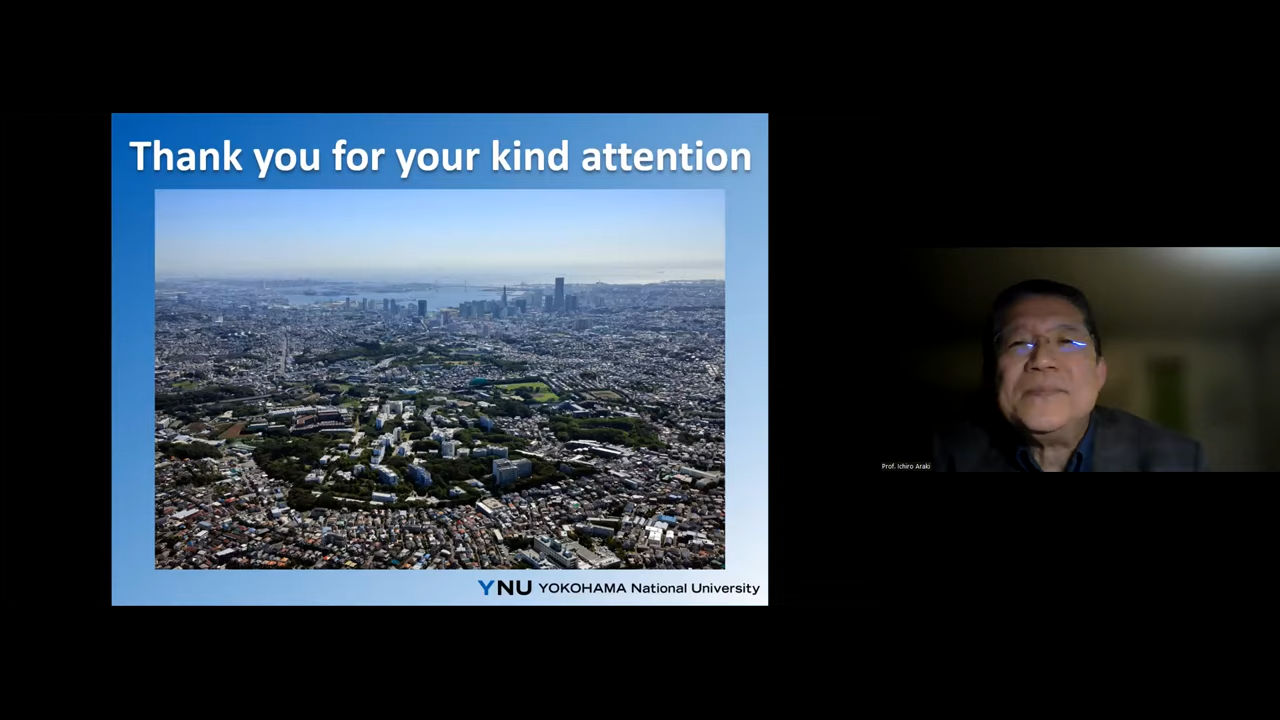 Thank you for your kind attention
YNU YOKOHAMA National University
Prof. Ichiro Araki